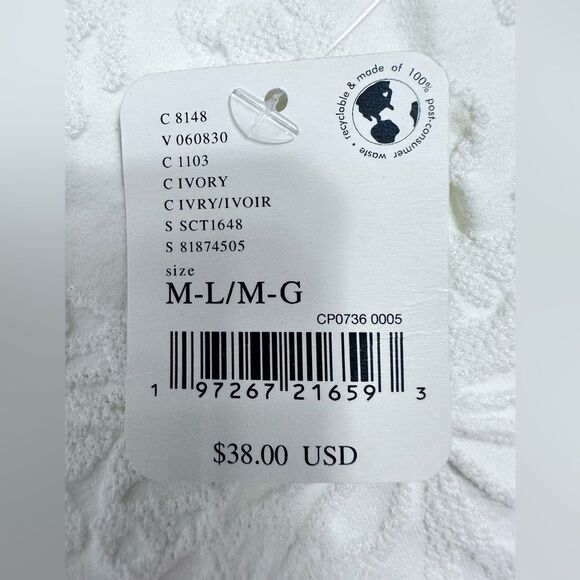 C 8148
V 060830
C 1103
C IVORY
C IVRY/IVOIR
S SCT1648
S 81874505
size
M-L/M-G
CP0736 0005
1 97267 21659 3
$38.00 USD
recyclable & made of 100% post-consumer waste •